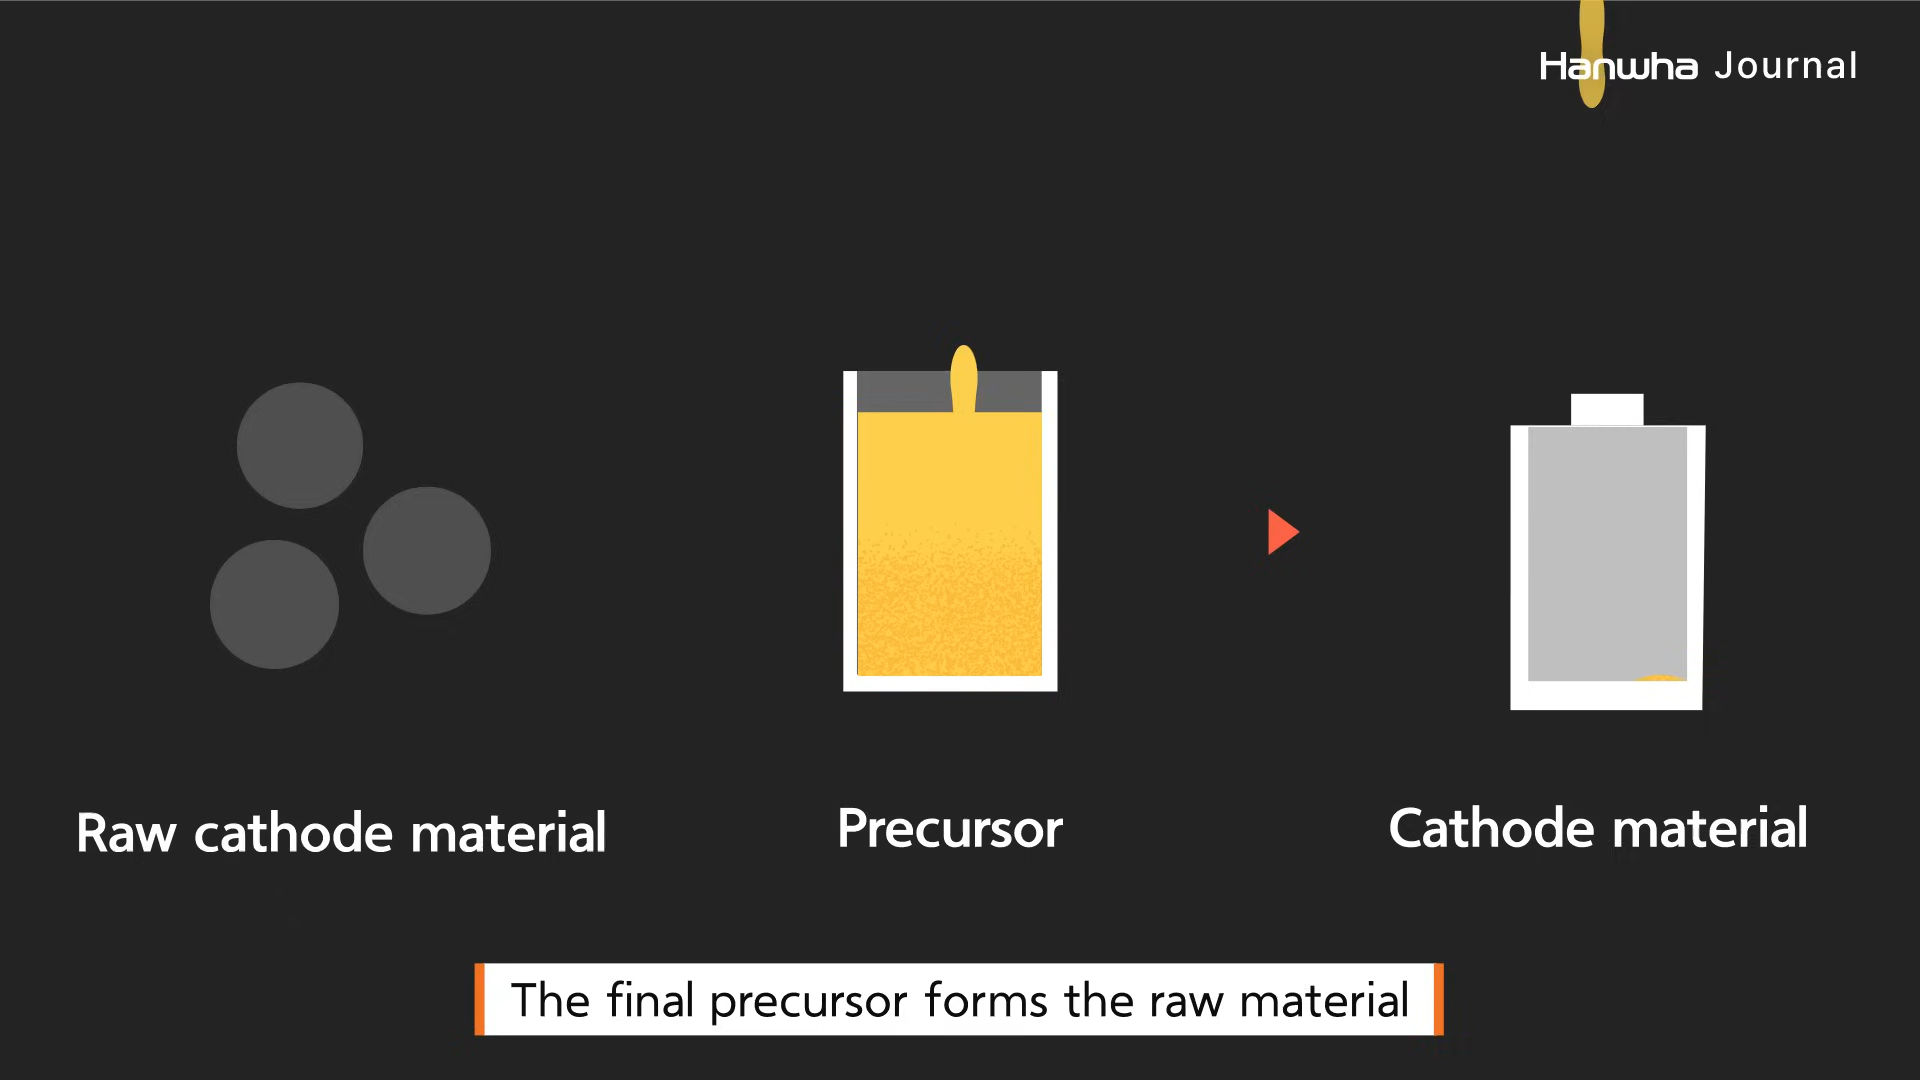 Hanwha Journal
Raw cathode material
Precursor
Cathode material
The final precursor forms the raw material